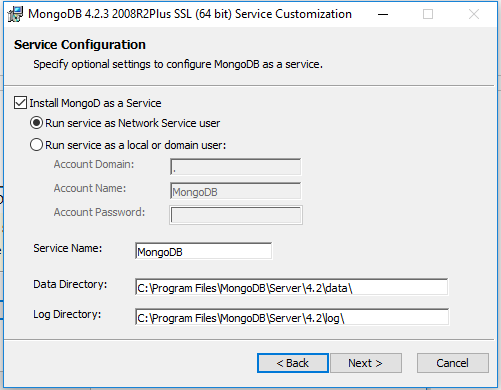 MongoDB 4.2.3 2008R2Plus SSL (64 bit) Service Customization
Service Configuration
Specify optional settings to configure MongoDB as a service.
Install MongoD as a Service
Run service as Network Service user
Run service as a local or domain user:
Account Domain: .
Account Name: MongoDB
Account Password:
Service Name: MongoDB
Data Directory: C:\Program Files\MongoDB\Server\4.2\data\
Log Directory: C:\Program Files\MongoDB\Server\4.2\log\
< Back Next > Cancel